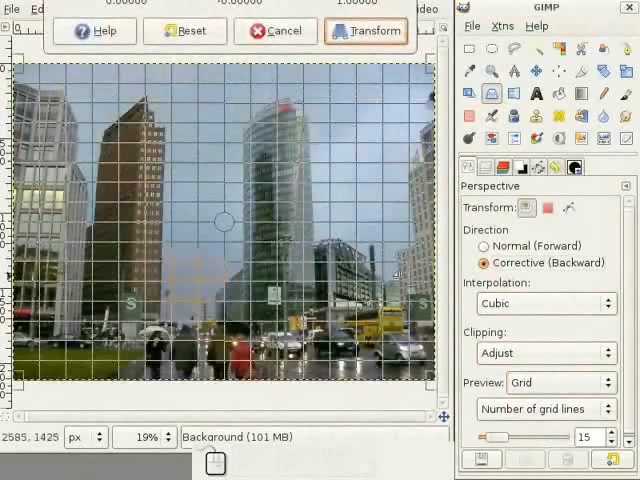 0.00000 -0.00000 1.00000
Help Reset Cancel Transform
File
GIMP
File Xtns Help
Perspective
Transform:
Direction
Normal (Forward)
Corrective (Backward)
Interpolation:
Cubic
Clipping:
Adjust
Preview: Grid
Number of grid lines
15
S
S
2585, 1425 px 19% Background (101 MB)